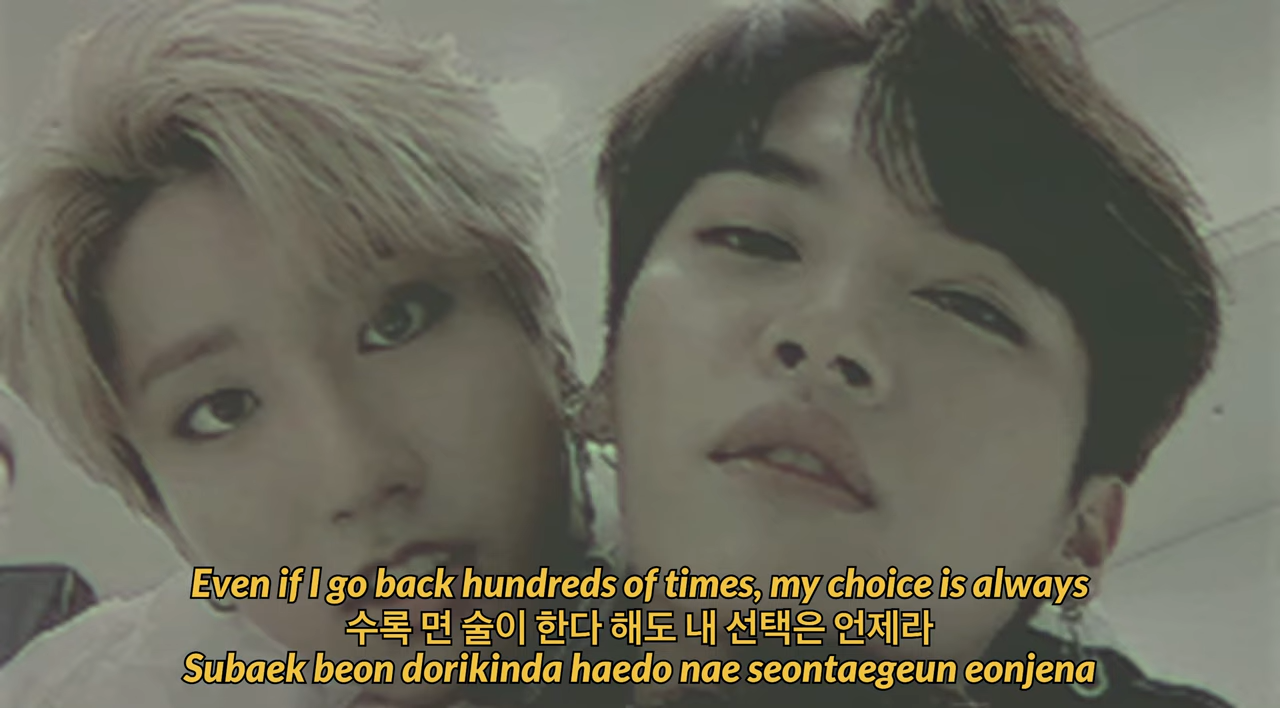 Even if I go back hundreds of times, my choice is always
수록 면 술이 한다 해도 내 선택은 언제라
Subaek beon dorikinda haedo nae seontaegeun eonjena